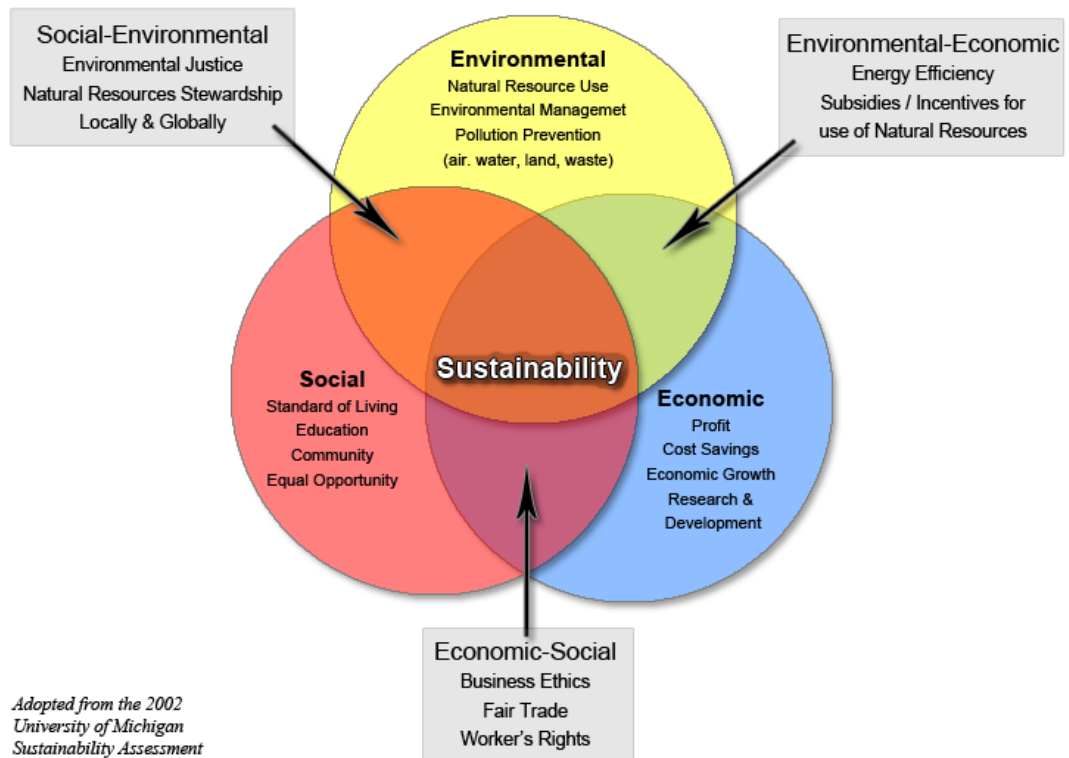 Social-Environmental
Environmental Justice
Natural Resources Stewardship
Locally & Globally
Environmental
Natural Resource Use
Environmental Managemet
Pollution Prevention
(air. water, land, waste)
Environmental-Economic
Energy Efficiency
Subsidies / Incentives for
use of Natural Resources
Sustainability
Social
Standard of Living
Education
Community
Equal Opportunity
Economic
Profit
Cost Savings
Economic Growth
Research &
Development
Economic-Social
Business Ethics
Fair Trade
Worker's Rights
Adopted from the 2002
University of Michigan
Sustainability Assessment